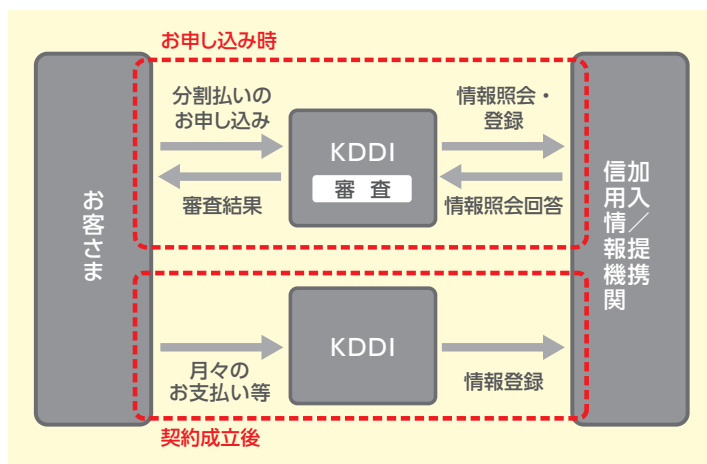 お申し込み時
お客さま
分割払いの
お申し込み
審査結果
KDDI
審 査
情報照会・
登録
情報照会回答
加入／提携
信用情報機関
月々の
お支払い等
KDDI
情報登録
契約成立後